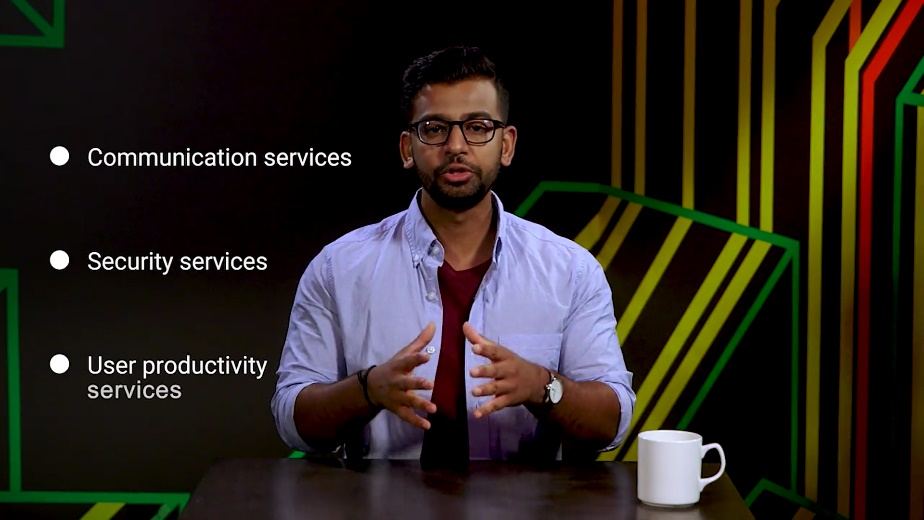 Communication services
Security services
User productivity
services